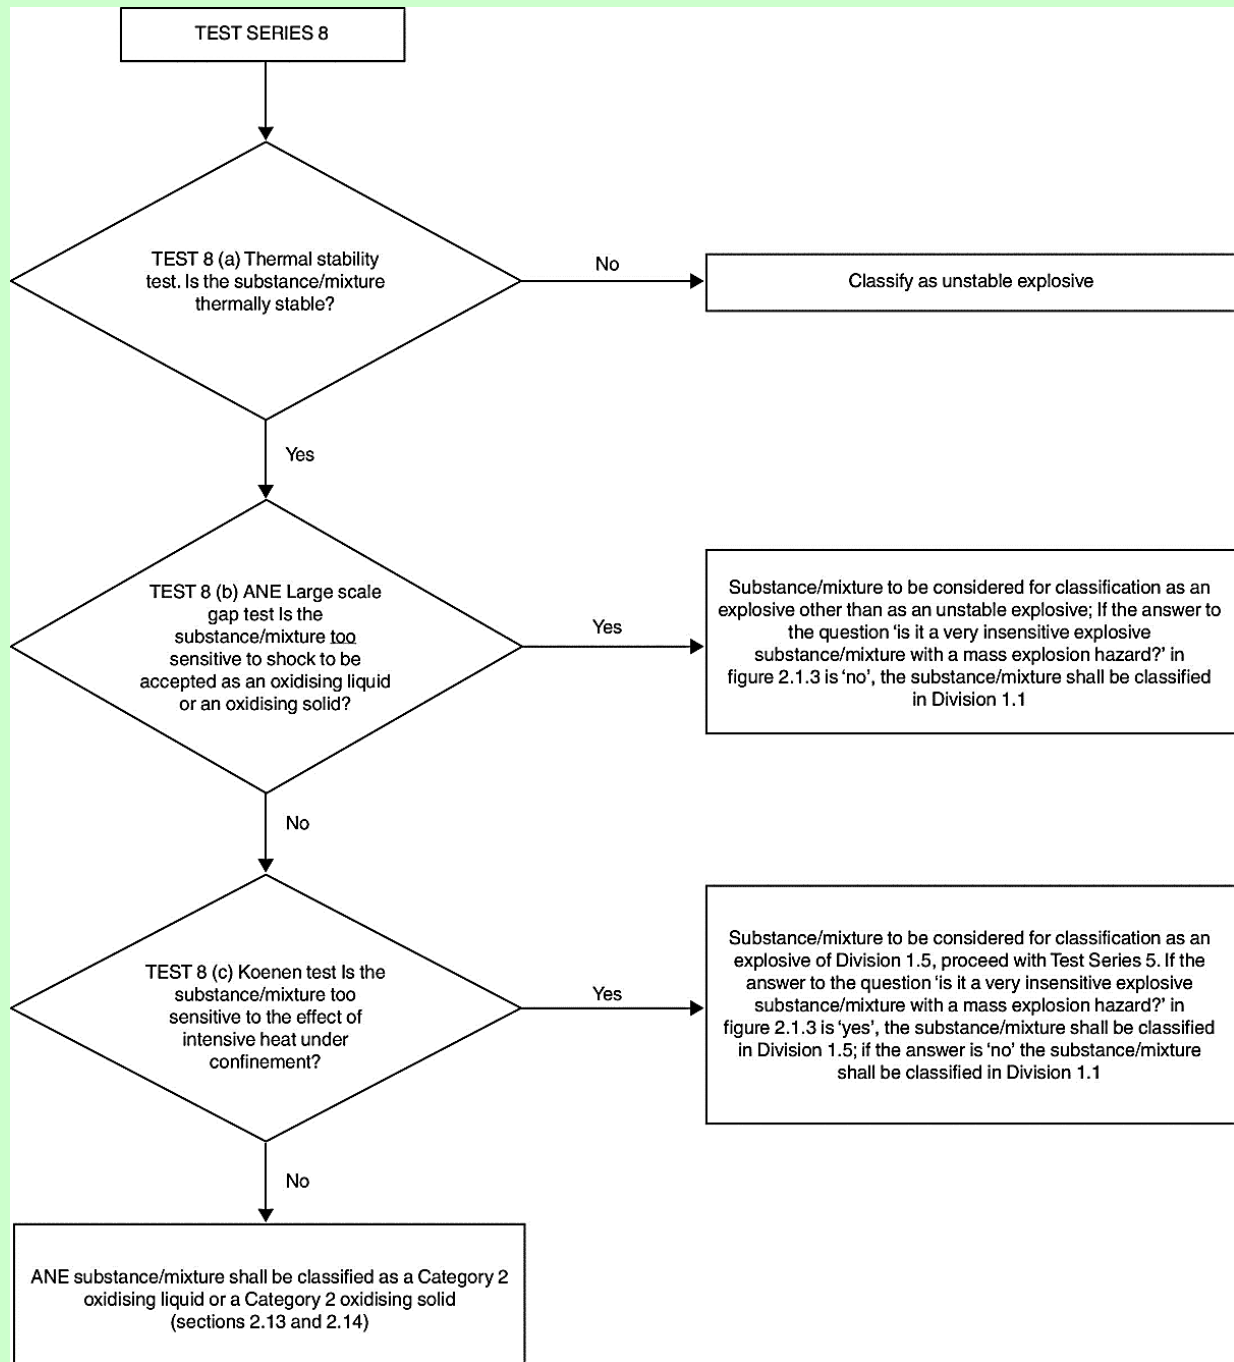 TEST SERIES 8
TEST 8 (a) Thermal stability
test. Is the substance/mixture
thermally stable?
No
Classify as unstable explosive
Yes
TEST 8 (b) ANE Large scale
gap test Is the
substance/mixture too
sensitive to shock to be
accepted as an oxidising liquid
or an oxidising solid?
Yes
Substance/mixture to be considered for classification as an
explosive other than as an unstable explosive; If the answer to
the question ‘is it a very insensitive explosive
substance/mixture with a mass explosion hazard?’ in
figure 2.1.3 is ‘no’, the substance/mixture shall be classified
in Division 1.1
No
TEST 8 (c) Koenen test Is the
substance/mixture too
sensitive to the effect of
intensive heat under
confinement?
Yes
Substance/mixture to be considered for classification as an
explosive of Division 1.5, proceed with Test Series 5. If the
answer to the question ‘is it a very insensitive explosive
substance/mixture with a mass explosion hazard?’ in
figure 2.1.3 is ‘yes’, the substance/mixture shall be classified
in Division 1.5; if the answer is ‘no’ the substance/mixture
shall be classified in Division 1.1
No
ANE substance/mixture shall be classified as a Category 2
oxidising liquid or a Category 2 oxidising solid
(sections 2.13 and 2.14)